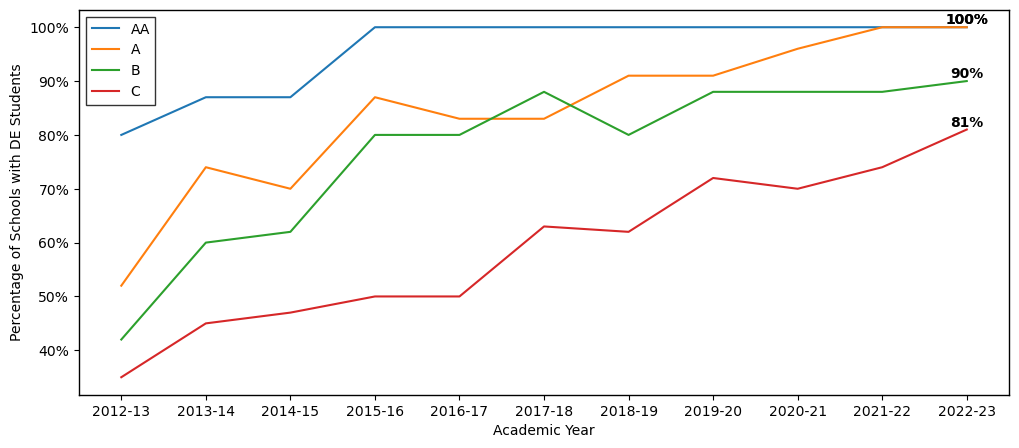 AA
A
B
C
100%
90%
81%
100%
90%
80%
70%
60%
50%
40%
Percentage of Schools with DE Students
2012-13 2013-14 2014-15 2015-16 2016-17 2017-18 2018-19 2019-20 2020-21 2021-22 2022-23
Academic Year